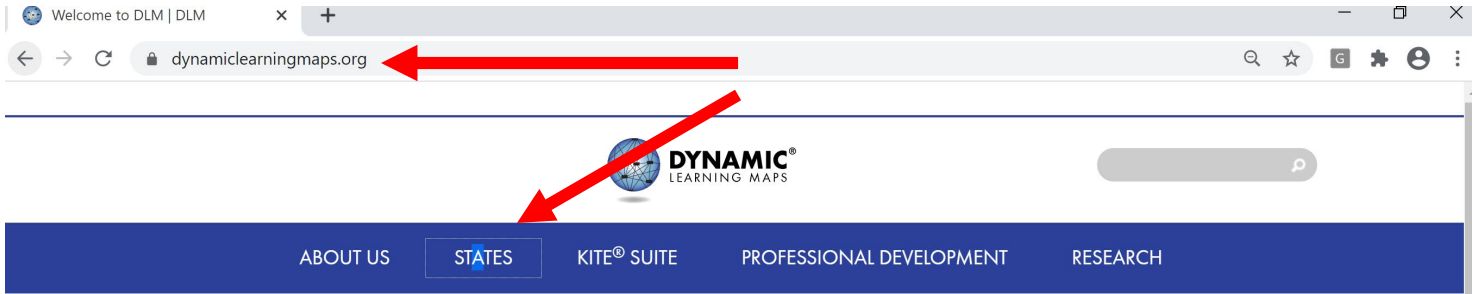 Welcome to DLM | DLM
dynamiclearningmaps.org
G
DYNAMIC®
LEARNING MAPS
ABOUT US STATES KITE® SUITE PROFESSIONAL DEVELOPMENT RESEARCH